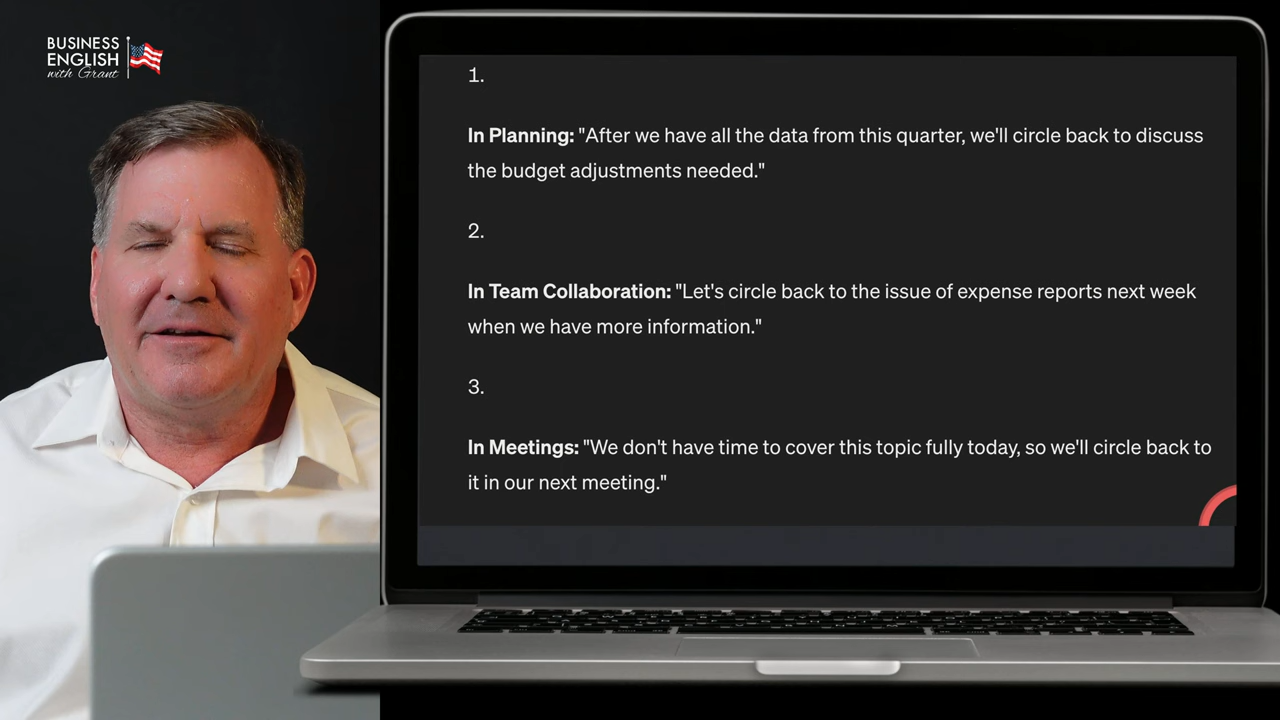 BUSINESS
ENGLISH
with Grant
1.
In Planning: "After we have all the data from this quarter, we'll circle back to discuss
the budget adjustments needed."
2.
In Team Collaboration: "Let's circle back to the issue of expense reports next week
when we have more information."
3.
In Meetings: "We don't have time to cover this topic fully today, so we'll circle back to
it in our next meeting."